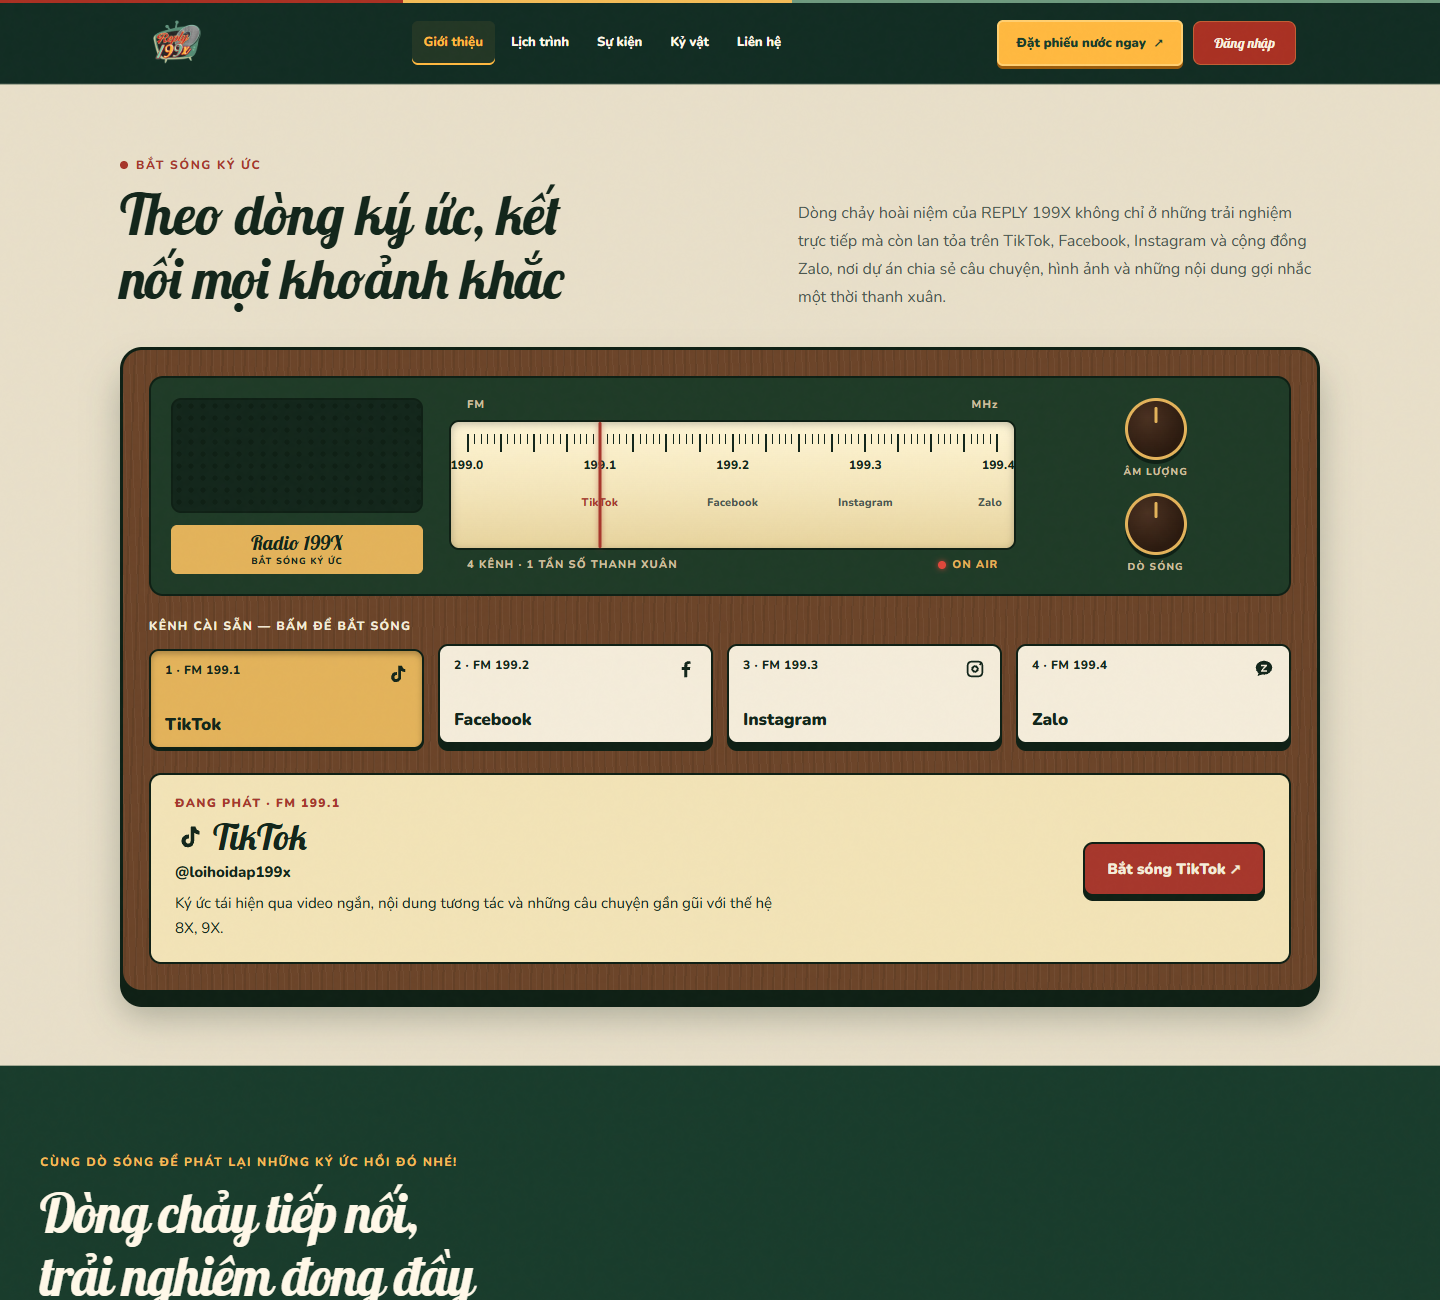 Reply
199x
Giới thiệu
Lịch trình
Sự kiện
Kỷ vật
Liên hệ
Đặt phiếu nước ngay ↗
Đăng nhập
BẮT SÓNG KÝ ỨC
Theo dòng ký ức, kết
nối mọi khoảnh khắc
Dòng chảy hoài niệm của REPLY 199X không chỉ ở những trải nghiệm
trực tiếp mà còn lan tỏa trên TikTok, Facebook, Instagram và cộng đồng
Zalo, nơi dự án chia sẻ câu chuyện, hình ảnh và những nội dung gợi nhắc
một thời thanh xuân.
FM
MHz
199.0
199.1
199.2
199.3
199.4
TikTok
Facebook
Instagram
Zalo
Radio 199X
BẮT SÓNG KÝ ỨC
4 KÊNH · 1 TẦN SỐ THANH XUÂN
ON AIR
ÂM LƯỢNG
DÒ SÓNG
KÊNH CÀI SẴN — BẤM ĐỂ BẮT SÓNG
1 · FM 199.1
TikTok
2 · FM 199.2
Facebook
3 · FM 199.3
Instagram
4 · FM 199.4
Zalo
ĐANG PHÁT · FM 199.1
TikTok
@loihoidap199x
Ký ức tái hiện qua video ngắn, nội dung tương tác và những câu chuyện gần gũi với thế hệ
8X, 9X.
Bắt sóng TikTok ↗
CÙNG DÒ SÓNG ĐỂ PHÁT LẠI NHỮNG KÝ ỨC HỒI ĐÓ NHÉ!
Dòng chảy tiếp nối,
trải nghiệm đong đầy